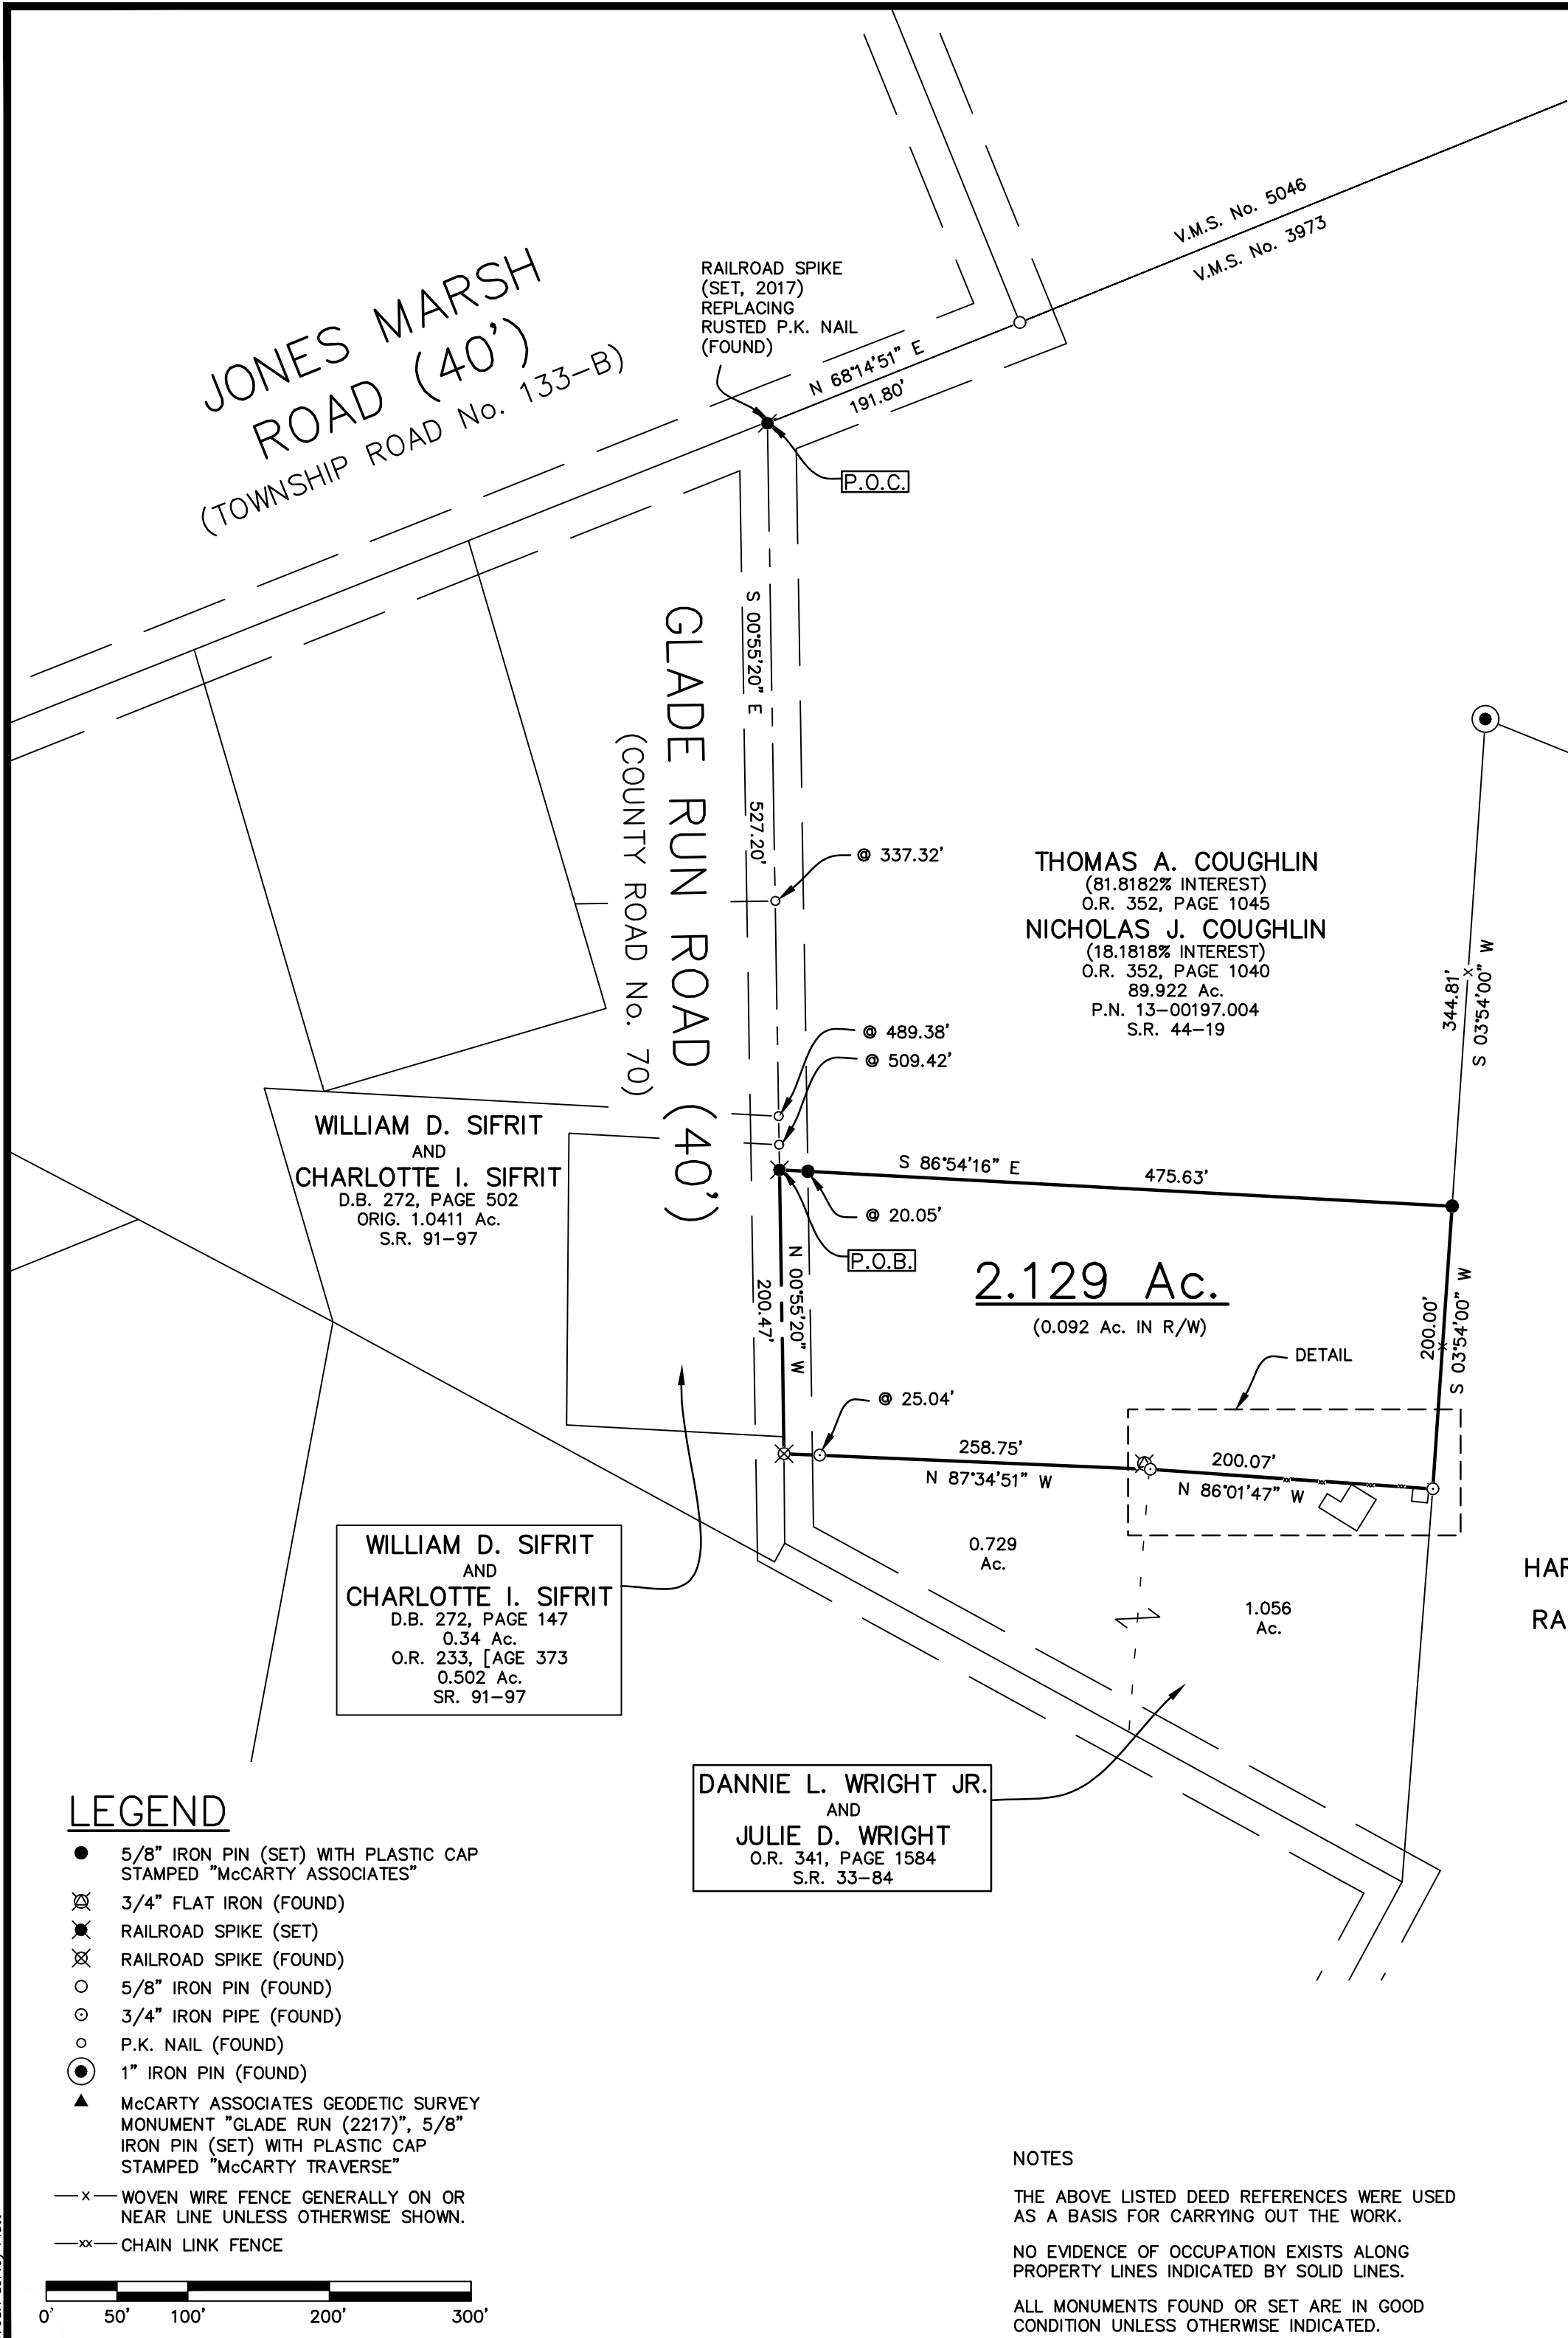 V.M.S. No. 5046
V.M.S. No. 3973
JONES MARSH
ROAD (40')
(TOWNSHIP ROAD No. 133-B)
RAILROAD SPIKE
(SET, 2017)
REPLACING
RUSTED P.K. NAIL
(FOUND)
N 68°14'51" E
191.80'
P.O.C.
S 00°55'20" E
527.20'
GLADE RUN ROAD (40')
(COUNTY ROAD No. 70)
@ 337.32'
THOMAS A. COUGHLIN
(81.8182% INTEREST)
O.R. 352, PAGE 1045
NICHOLAS J. COUGHLIN
(18.1818% INTEREST)
O.R. 352, PAGE 1040
89.922 Ac.
P.N. 13-00197.004
S.R. 44-19
344.81'
S 03°54'00" W
x
@ 489.38'
@ 509.42'
WILLIAM D. SIFRIT
AND
CHARLOTTE I. SIFRIT
D.B. 272, PAGE 502
ORIG. 1.0411 Ac.
S.R. 91-97
S 86°54'16" E
475.63'
@ 20.05'
P.O.B.
N 00°55'20" W
200.47'
2.129 Ac.
(0.092 Ac. IN R/W)
200.00'
S 03°54'00" W
x
DETAIL
@ 25.04'
258.75'
N 87°34'51" W
200.07'
N 86°01'47" W
xx xx xx xx
0.729
Ac.
1.056
Ac.
HAR
RA
WILLIAM D. SIFRIT
AND
CHARLOTTE I. SIFRIT
D.B. 272, PAGE 147
0.34 Ac.
O.R. 233, [AGE 373
0.502 Ac.
SR. 91-97
DANNIE L. WRIGHT JR.
AND
JULIE D. WRIGHT
O.R. 341, PAGE 1584
S.R. 33-84
LEGEND
5/8" IRON PIN (SET) WITH PLASTIC CAP
STAMPED "McCARTY ASSOCIATES"
3/4" FLAT IRON (FOUND)
RAILROAD SPIKE (SET)
RAILROAD SPIKE (FOUND)
5/8" IRON PIN (FOUND)
3/4" IRON PIPE (FOUND)
P.K. NAIL (FOUND)
1" IRON PIN (FOUND)
McCARTY ASSOCIATES GEODETIC SURVEY
MONUMENT "GLADE RUN (2217)", 5/8"
IRON PIN (SET) WITH PLASTIC CAP
STAMPED "McCARTY TRAVERSE"
x WOVEN WIRE FENCE GENERALLY ON OR
NEAR LINE UNLESS OTHERWISE SHOWN.
xx CHAIN LINK FENCE
0' 50' 100' 200' 300'
NOTES
THE ABOVE LISTED DEED REFERENCES WERE USED
AS A BASIS FOR CARRYING OUT THE WORK.
NO EVIDENCE OF OCCUPATION EXISTS ALONG
PROPERTY LINES INDICATED BY SOLID LINES.
ALL MONUMENTS FOUND OR SET ARE IN GOOD
CONDITION UNLESS OTHERWISE INDICATED.